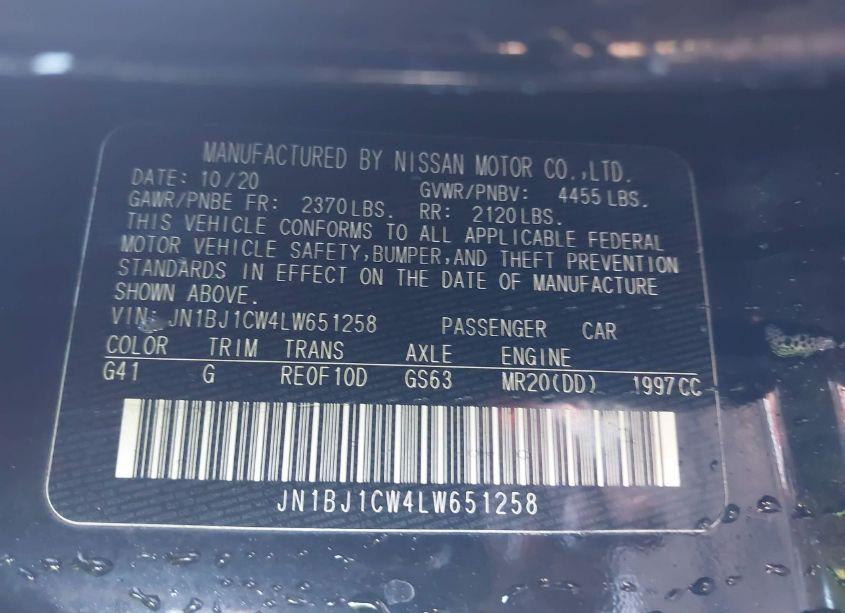 MANUFACTURED BY NISSAN MOTOR CO.,LTD.
DATE: 10/20 GVWR/PNBV: 4455 LBS.
GAWR/PNBE FR: 2370LBS. RR: 2120LBS.
THIS VEHICLE CONFORMS TO ALL APPLICABLE FEDERAL
MOTOR VEHICLE SAFETY,BUMPER,AND THEFT PREVENTION
STANDARDS IN EFFECT ON THE DATE OF MANUFACTURE
SHOWN ABOVE.
VIN: JN1BJ1CW4LW651258 PASSENGER CAR
COLOR TRIM TRANS AXLE ENGINE
G41 G RE0F10D GS63 MR20(DD) 1997CC
JN1BJ1CW4LW651258